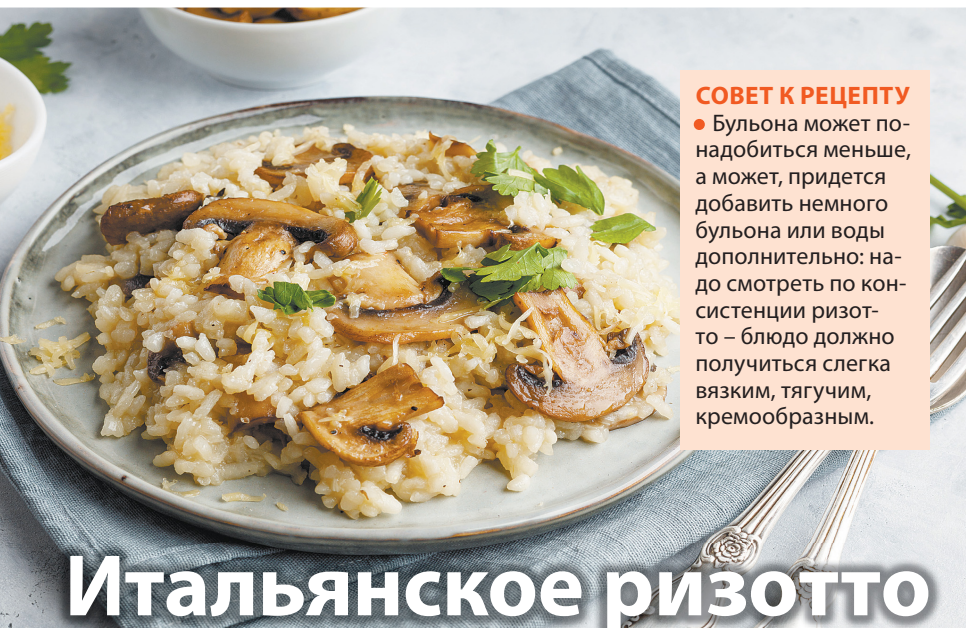 СОВЕТ К РЕЦЕПТУ
● Бульона может по-
надобиться меньше,
а может, придется
добавить немного
бульона или воды
дополнительно: на-
до смотреть по кон-
систенции ризот-
то – блюдо должно
получиться слегка
вязким, тягучим,
кремообразным.
Итальянское ризотто